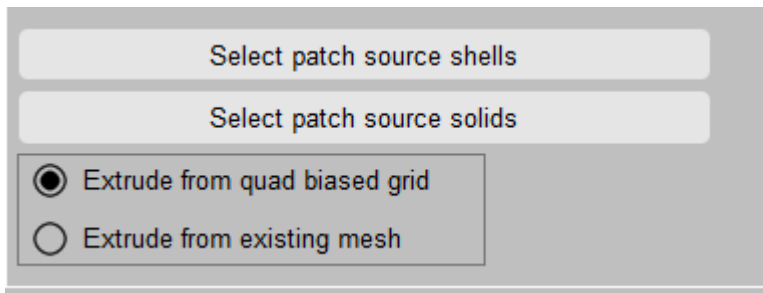 Select patch source shells
Select patch source solids
Extrude from quad biased grid
Extrude from existing mesh